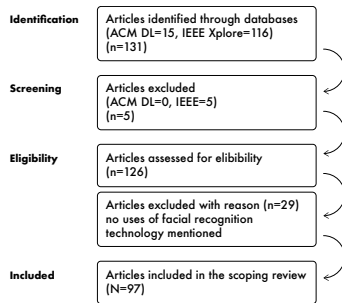 Identification
Articles identified through databases
(ACM DL=15, IEEE Xplore=116)
(n=131)
Screening
Articles excluded
(ACM DL=0, IEEE=5)
(n=5)
Eligibility
Articles assessed for elibibility
(n=126)
Articles excluded with reason (n=29)
no uses of facial recognition
technology mentioned
Included
Articles included in the scoping review
(N=97)